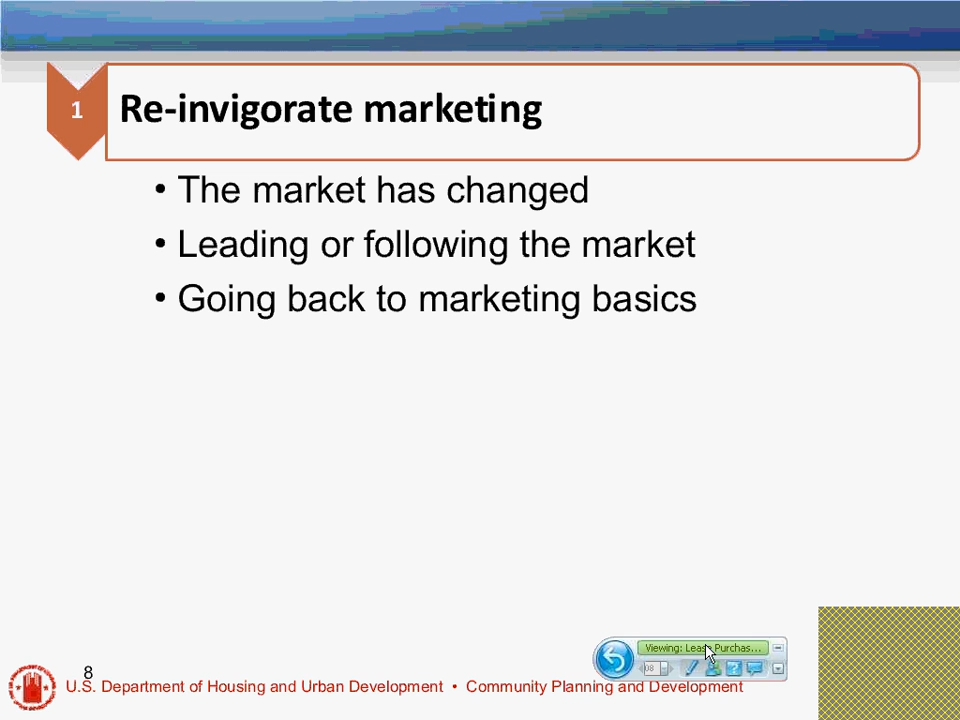 1
Re-invigorate marketing
• The market has changed
• Leading or following the market
• Going back to marketing basics
Viewing: Lease Purchas...
08
8
U.S. Department of Housing and Urban Development • Community Planning and Development